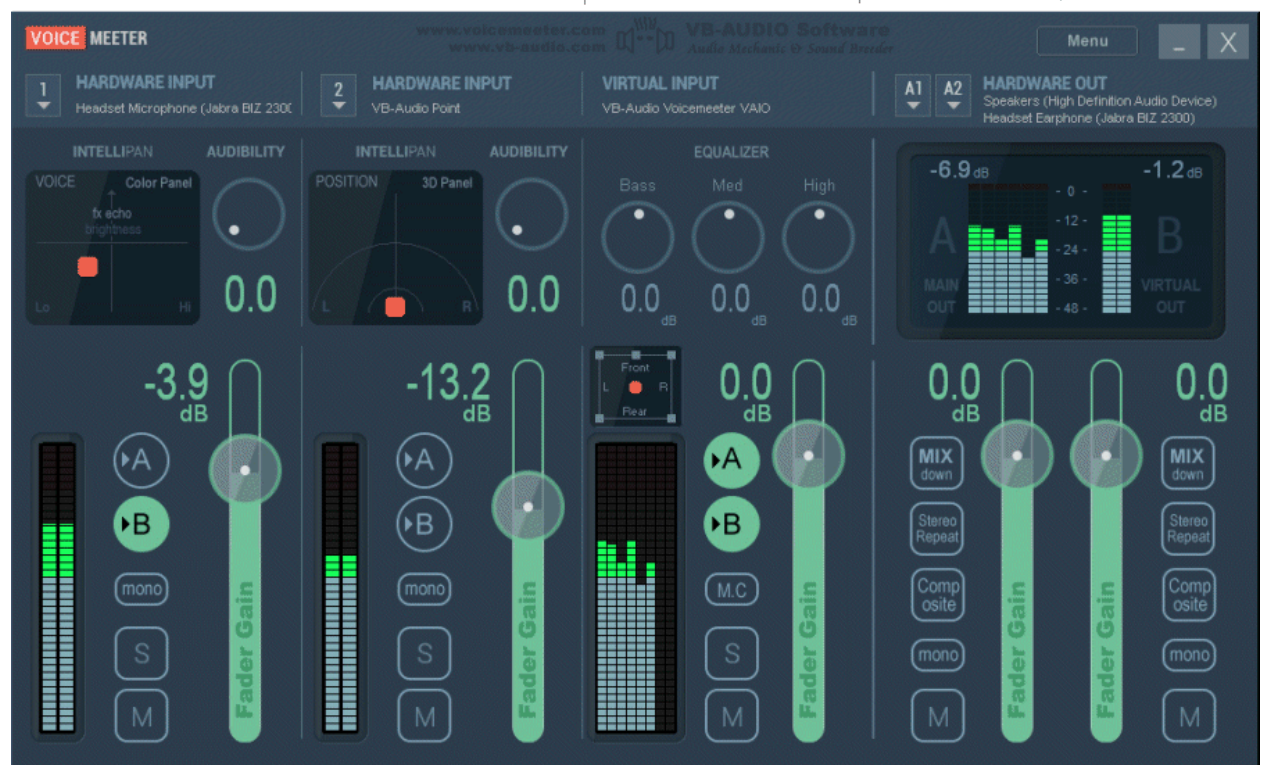 VOICE MEETER
www.voicemeeter.com
www.vb-audio.com
VB-AUDIO Software
Audio Mechanic & Sound Breeder
Menu
_ X
1
HARDWARE INPUT
Headset Microphone (Jabra BIZ 230(
2
HARDWARE INPUT
VB-Audio Point
VIRTUAL INPUT
VB-Audio Voicemeeter VAIO
A1 A2
HARDWARE OUT
Speakers (High Definition Audio Device)
Headset Earphone (Jabra BIZ 2300)
INTELLIPAN AUDIBILITY
VOICE Color Panel
fx echo
brightness
Lo Hi
0.0
INTELLIPAN AUDIBILITY
POSITION 3D Panel
L R
0.0
EQUALIZER
Bass Med High
0.0 dB 0.0 dB 0.0 dB
-6.9 dB -1.2 dB
A B
MAIN OUT
VIRTUAL OUT
- 0 -
- 12 -
- 24 -
- 36 -
- 48 -
-3.9 dB
A
B
mono
S
M
Fader Gain
-13.2 dB
A
B
mono
S
M
Fader Gain
Front
L R
Rear
0.0 dB
A
B
M.C
S
M
Fader Gain
0.0 dB
MIX down
Stereo Repeat
Comp osite
mono
M
Fader Gain
Fader Gain
0.0 dB
MIX down
Stereo Repeat
Comp osite
mono
M